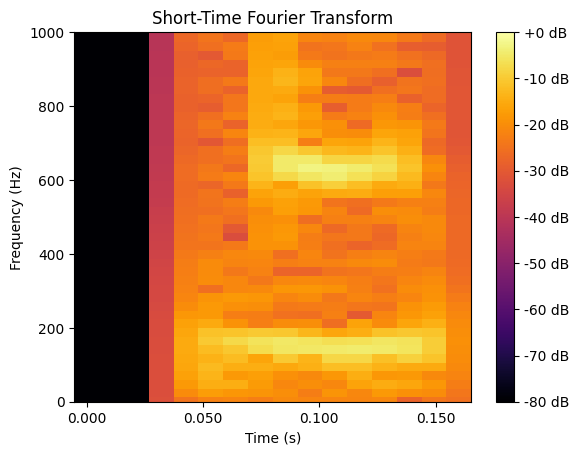 Short-Time Fourier Transform
Frequency (Hz)
1000
800
600
400
200
0
0.000
0.050
0.100
0.150
Time (s)
+0 dB
-10 dB
-20 dB
-30 dB
-40 dB
-50 dB
-60 dB
-70 dB
-80 dB